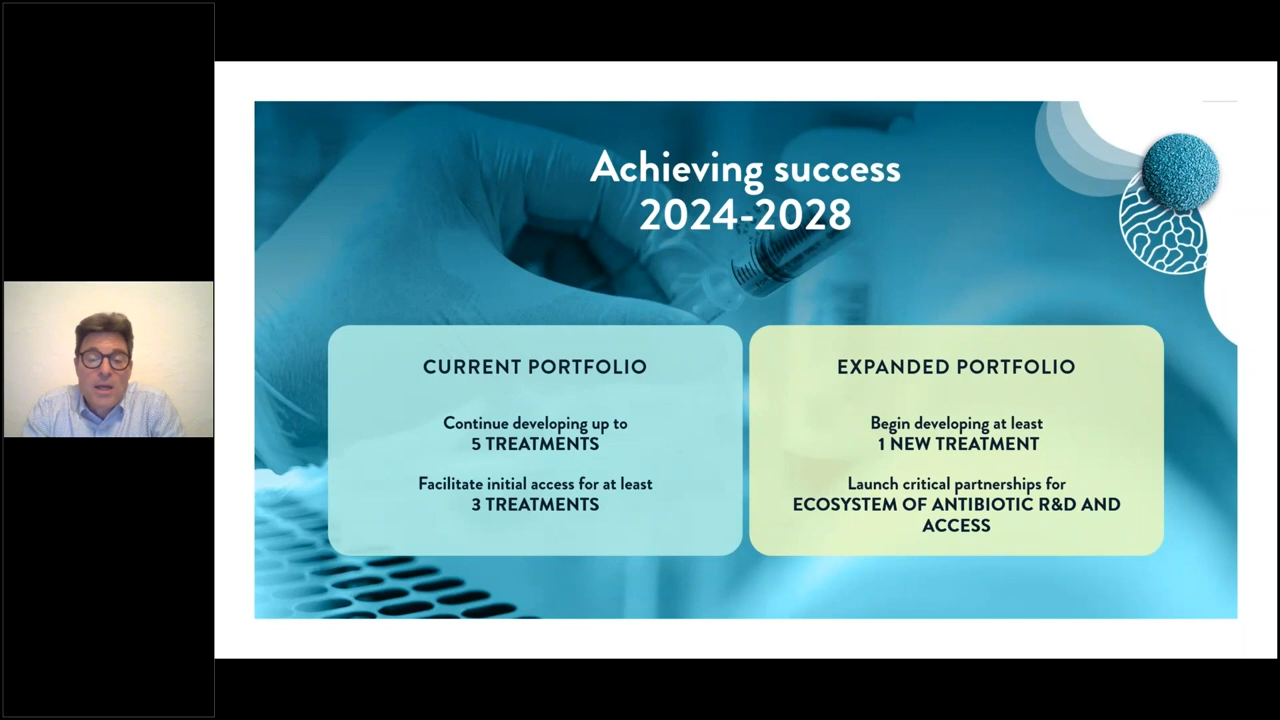 Achieving success
2024-2028
CURRENT PORTFOLIO
Continue developing up to
5 TREATMENTS
Facilitate initial access for at least
3 TREATMENTS
EXPANDED PORTFOLIO
Begin developing at least
1 NEW TREATMENT
Launch critical partnerships for
ECOSYSTEM OF ANTIBIOTIC R&D AND
ACCESS